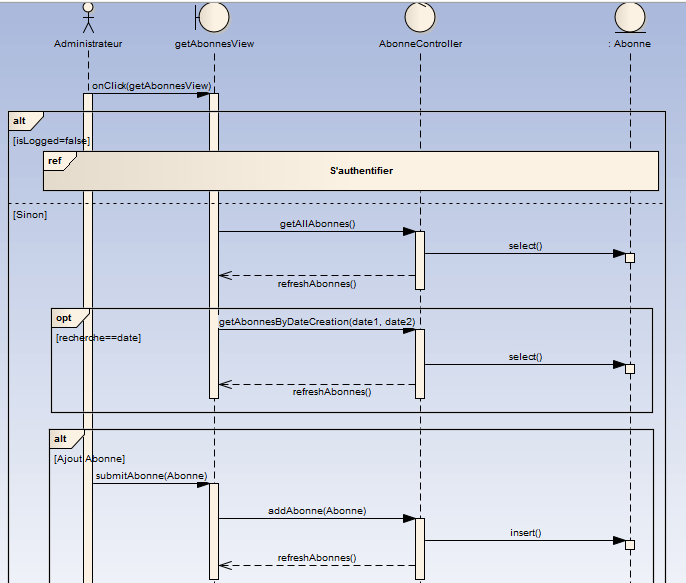 Administrateur
getAbonnesView
AbonneController
: Abonne
onClick(getAbonnesView)
alt
[isLogged=false]
ref
S'authentifier
[Sinon]
getAllAbonnes()
select()
refreshAbonnes()
opt
getAbonnesByDateCreation(date1, date2)
[recherche==date]
select()
refreshAbonnes()
alt
[Ajout Abonne]
submitAbonne(Abonne)
addAbonne(Abonne)
insert()
refreshAbonnes()